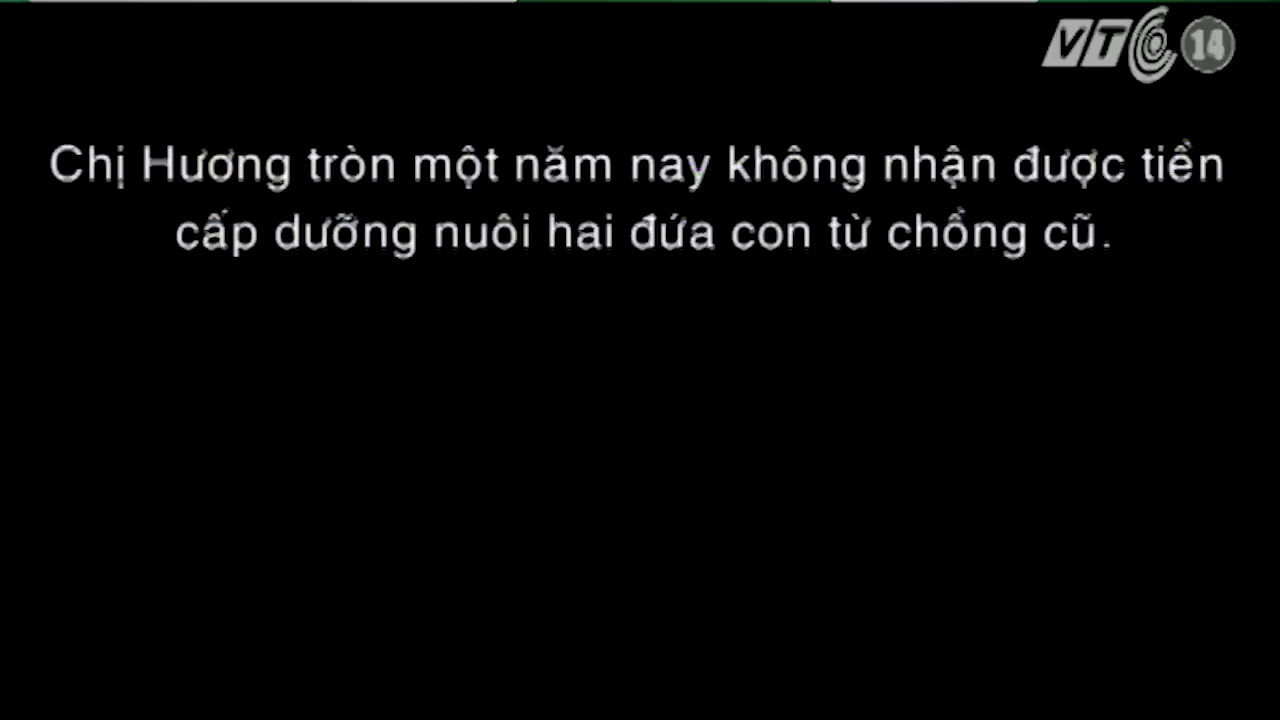 VTC 14
Chị Hương tròn một năm nay không nhận được tiền
cấp dưỡng nuôi hai đứa con từ chồng cũ.